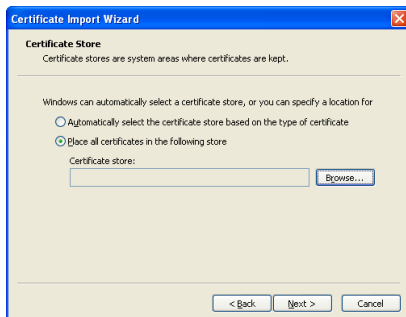 Certificate Import Wizard
Certificate Store
Certificate stores are system areas where certificates are kept.
Windows can automatically select a certificate store, or you can specify a location for
Automatically select the certificate store based on the type of certificate
Place all certificates in the following store
Certificate store:
Browse...
< Back Next > Cancel